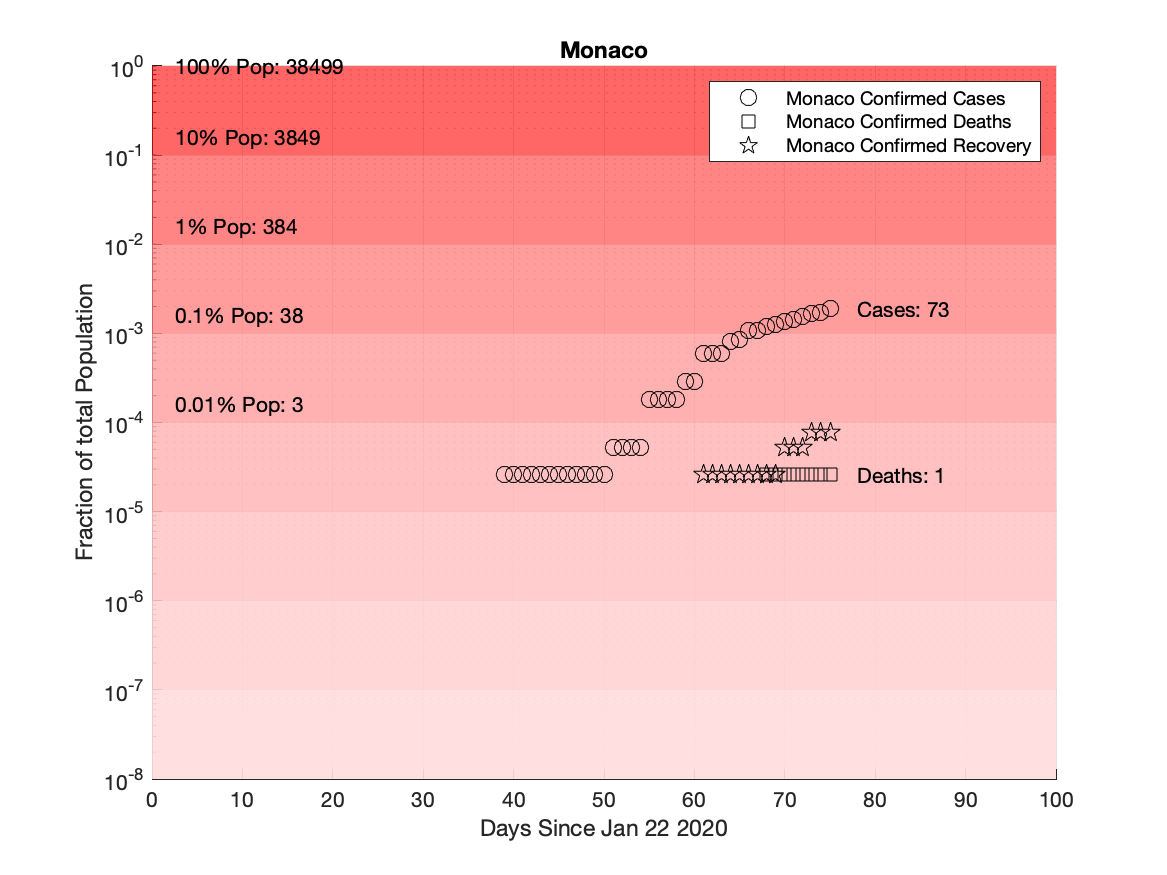 Monaco
10^0
100% Pop: 38499
Monaco Confirmed Cases
Monaco Confirmed Deaths
Monaco Confirmed Recovery
10% Pop: 3849
10^-1
1% Pop: 384
10^-2
0.1% Pop: 38
Cases: 73
10^-3
0.01% Pop: 3
10^-4
Deaths: 1
10^-5
10^-6
10^-7
10^-8
Fraction of total Population
0 10 20 30 40 50 60 70 80 90 100
Days Since Jan 22 2020